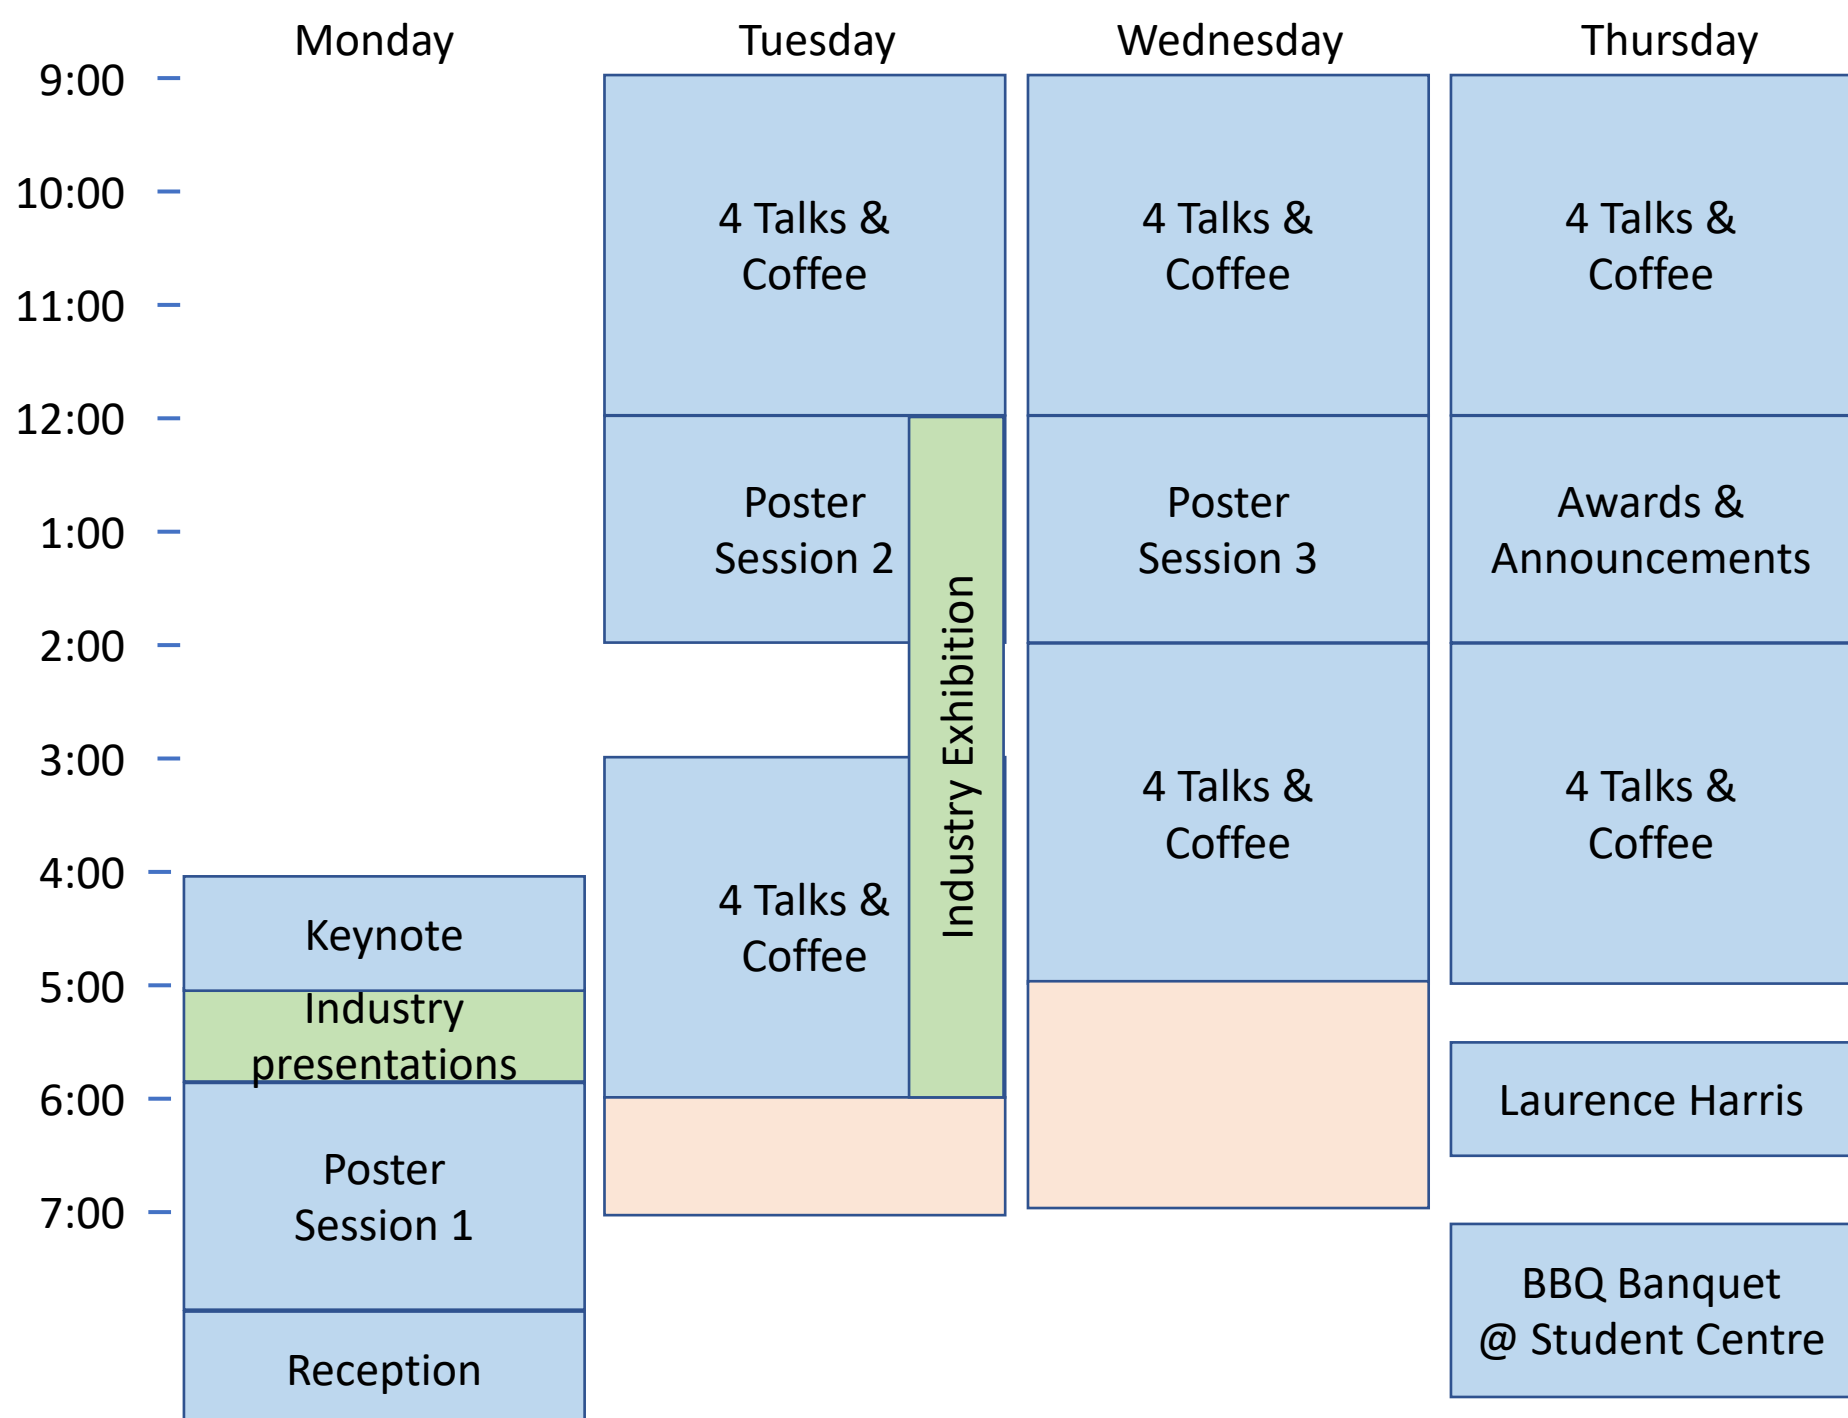 Monday
Tuesday
Wednesday
Thursday
9:00
10:00
11:00
12:00
1:00
2:00
3:00
4:00
5:00
6:00
7:00
Keynote
Industry
presentations
Poster
Session 1
Reception
4 Talks &
Coffee
Poster
Session 2
Industry Exhibition
4 Talks &
Coffee
4 Talks &
Coffee
Poster
Session 3
4 Talks &
Coffee
4 Talks &
Coffee
Awards &
Announcements
4 Talks &
Coffee
Laurence Harris
BBQ Banquet
@ Student Centre